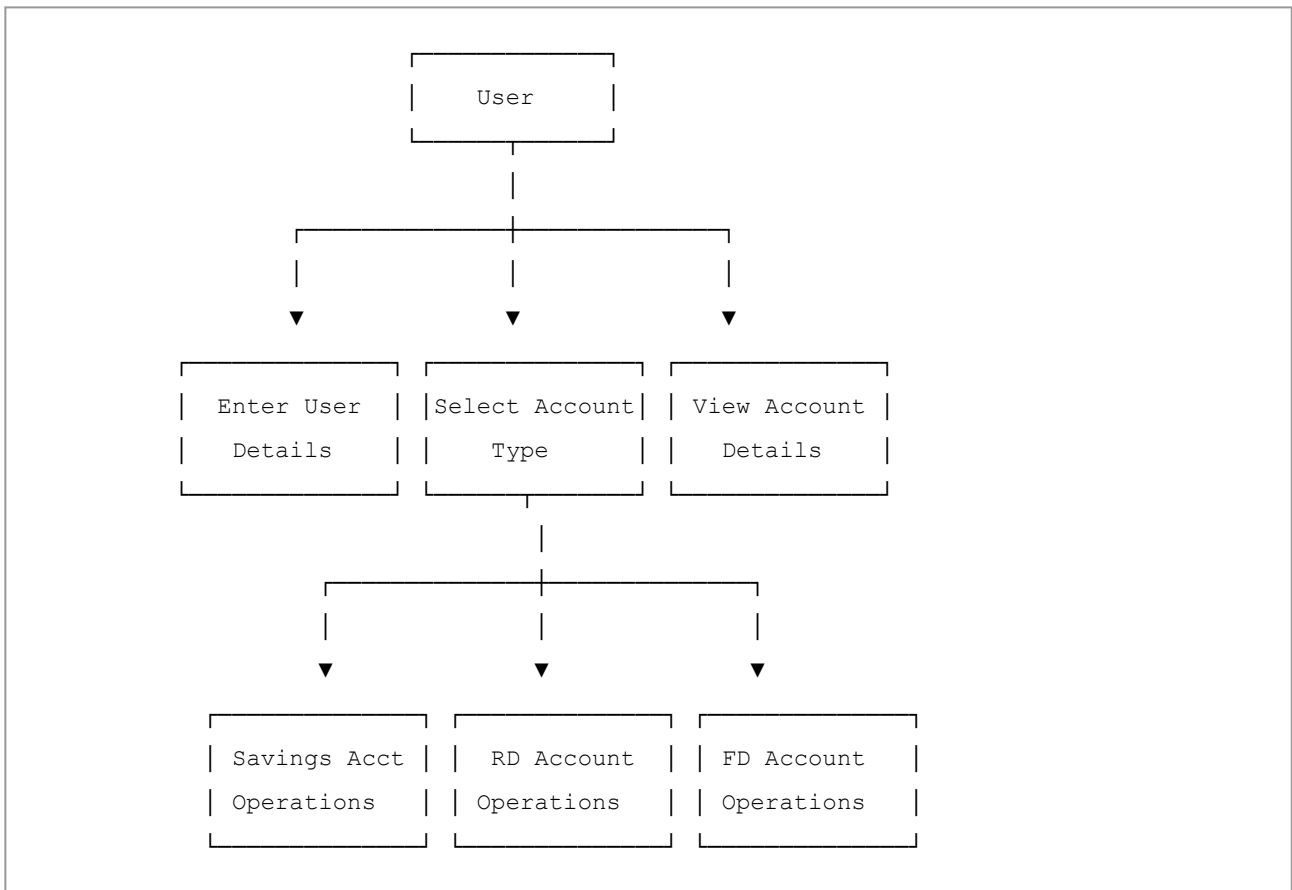 User
Enter User Select Account View Account
Details Type Details
Savings Acct RD Account FD Account
Operations Operations Operations